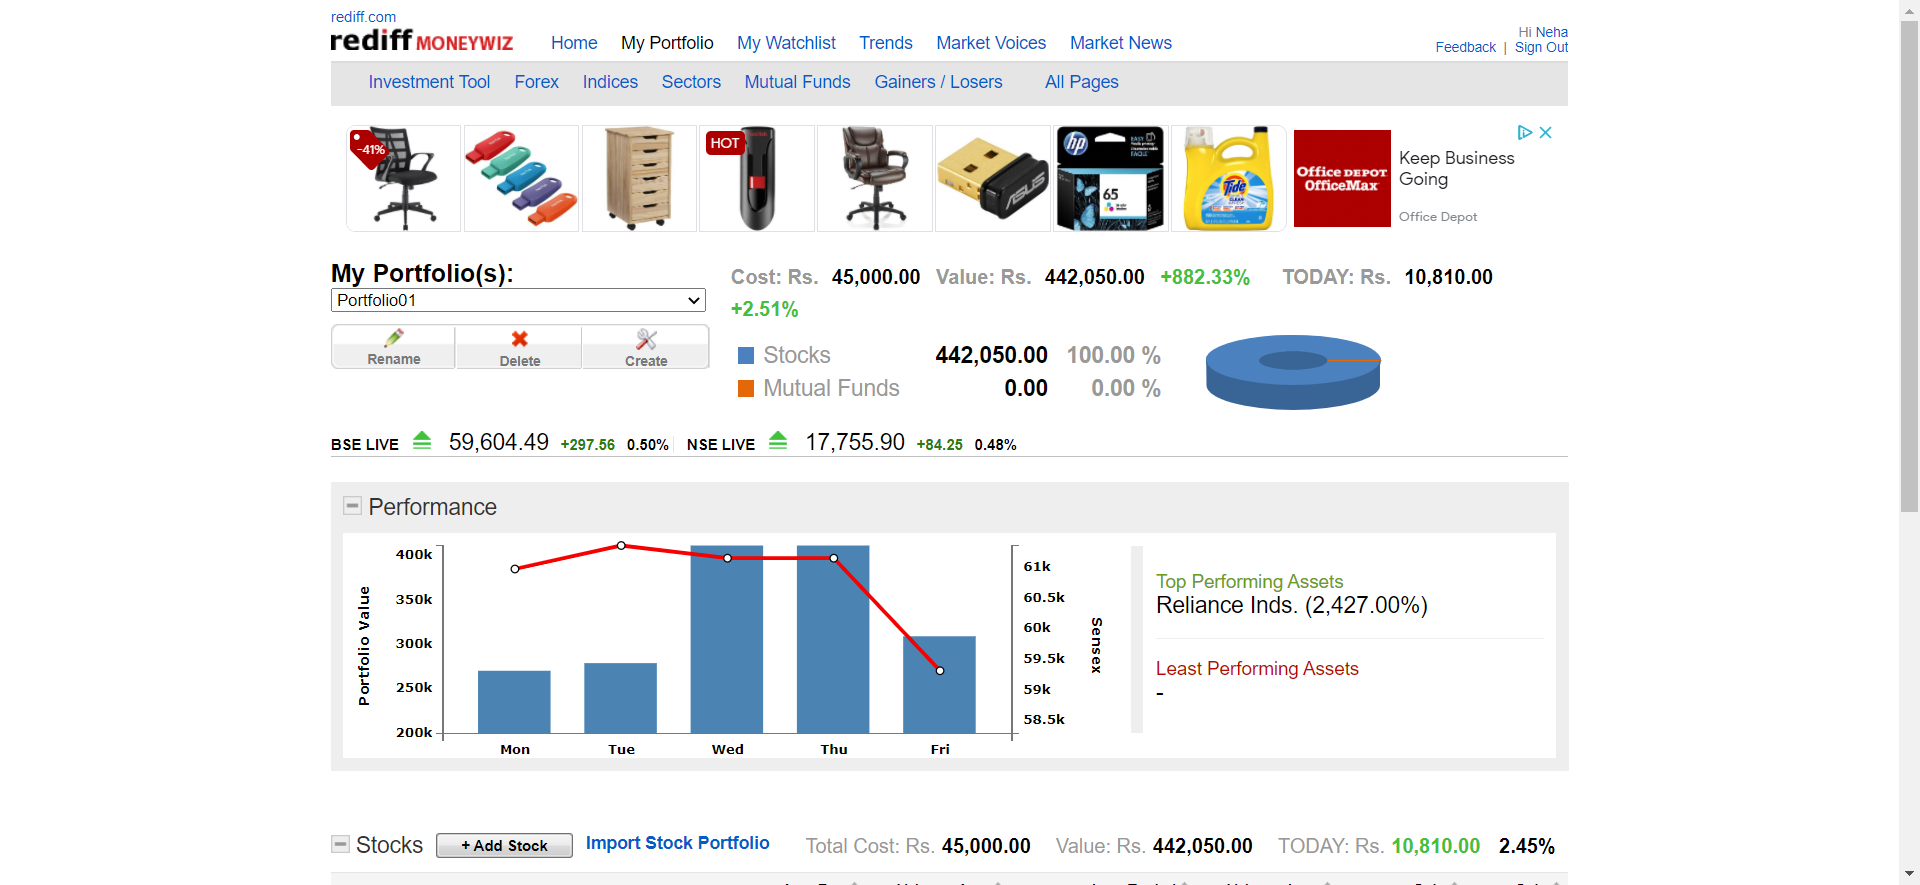 rediff.com
rediff MONEYWIZ
Home My Portfolio My Watchlist Trends Market Voices Market News
Hi Neha
Feedback | Sign Out
Investment Tool Forex Indices Sectors Mutual Funds Gainers / Losers All Pages
-41%
HOT
hp
65
ASUS
Tide
Office DEPOT
OfficeMax
Keep Business
Going
Office Depot
My Portfolio(s):
Portfolio01
Rename Delete Create
Cost: Rs. 45,000.00 Value: Rs. 442,050.00 +882.33% TODAY: Rs. 10,810.00
+2.51%
Stocks 442,050.00 100.00 %
Mutual Funds 0.00 0.00 %
BSE LIVE 59,604.49 +297.56 0.50% NSE LIVE 17,755.90 +84.25 0.48%
Performance
Portfolio Value
400k
350k
300k
250k
200k
Mon Tue Wed Thu Fri
61k
60.5k
60k
59.5k
59k
58.5k
Sensex
Top Performing Assets
Reliance Inds. (2,427.00%)
Least Performing Assets
-
Stocks + Add Stock Import Stock Portfolio Total Cost: Rs. 45,000.00 Value: Rs. 442,050.00 TODAY: Rs. 10,810.00 2.45%